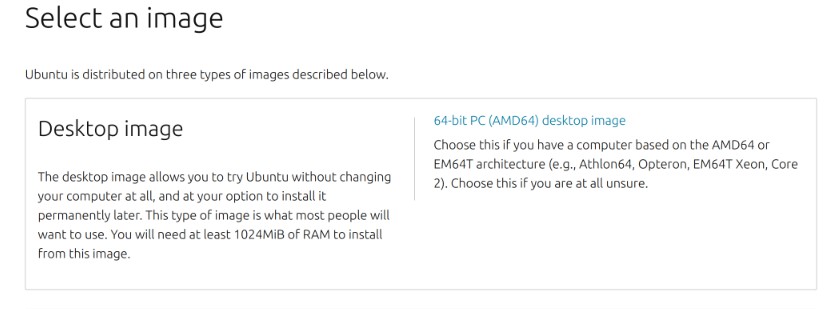 Select an image
Ubuntu is distributed on three types of images described below.
Desktop image
The desktop image allows you to try Ubuntu without changing
your computer at all, and at your option to install it
permanently later. This type of image is what most people will
want to use. You will need at least 1024MiB of RAM to install
from this image.
64-bit PC (AMD64) desktop image
Choose this if you have a computer based on the AMD64 or
EM64T architecture (e.g., Athlon64, Opteron, EM64T Xeon, Core
2). Choose this if you are at all unsure.